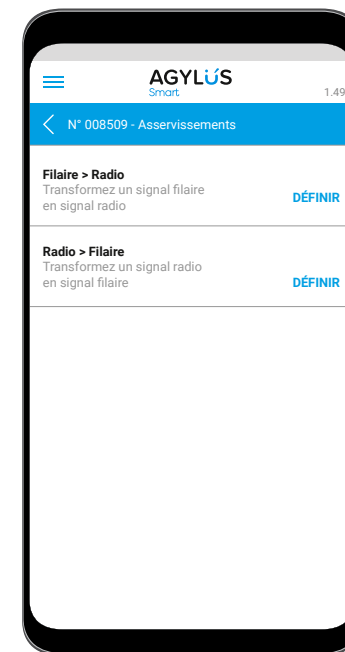 AGYLÚS
Smart
1.49
N° 008509 - Asservissements
Filaire > Radio
Transformez un signal filaire
en signal radio
DÉFINIR
Radio > Filaire
Transformez un signal radio
en signal filaire
DÉFINIR